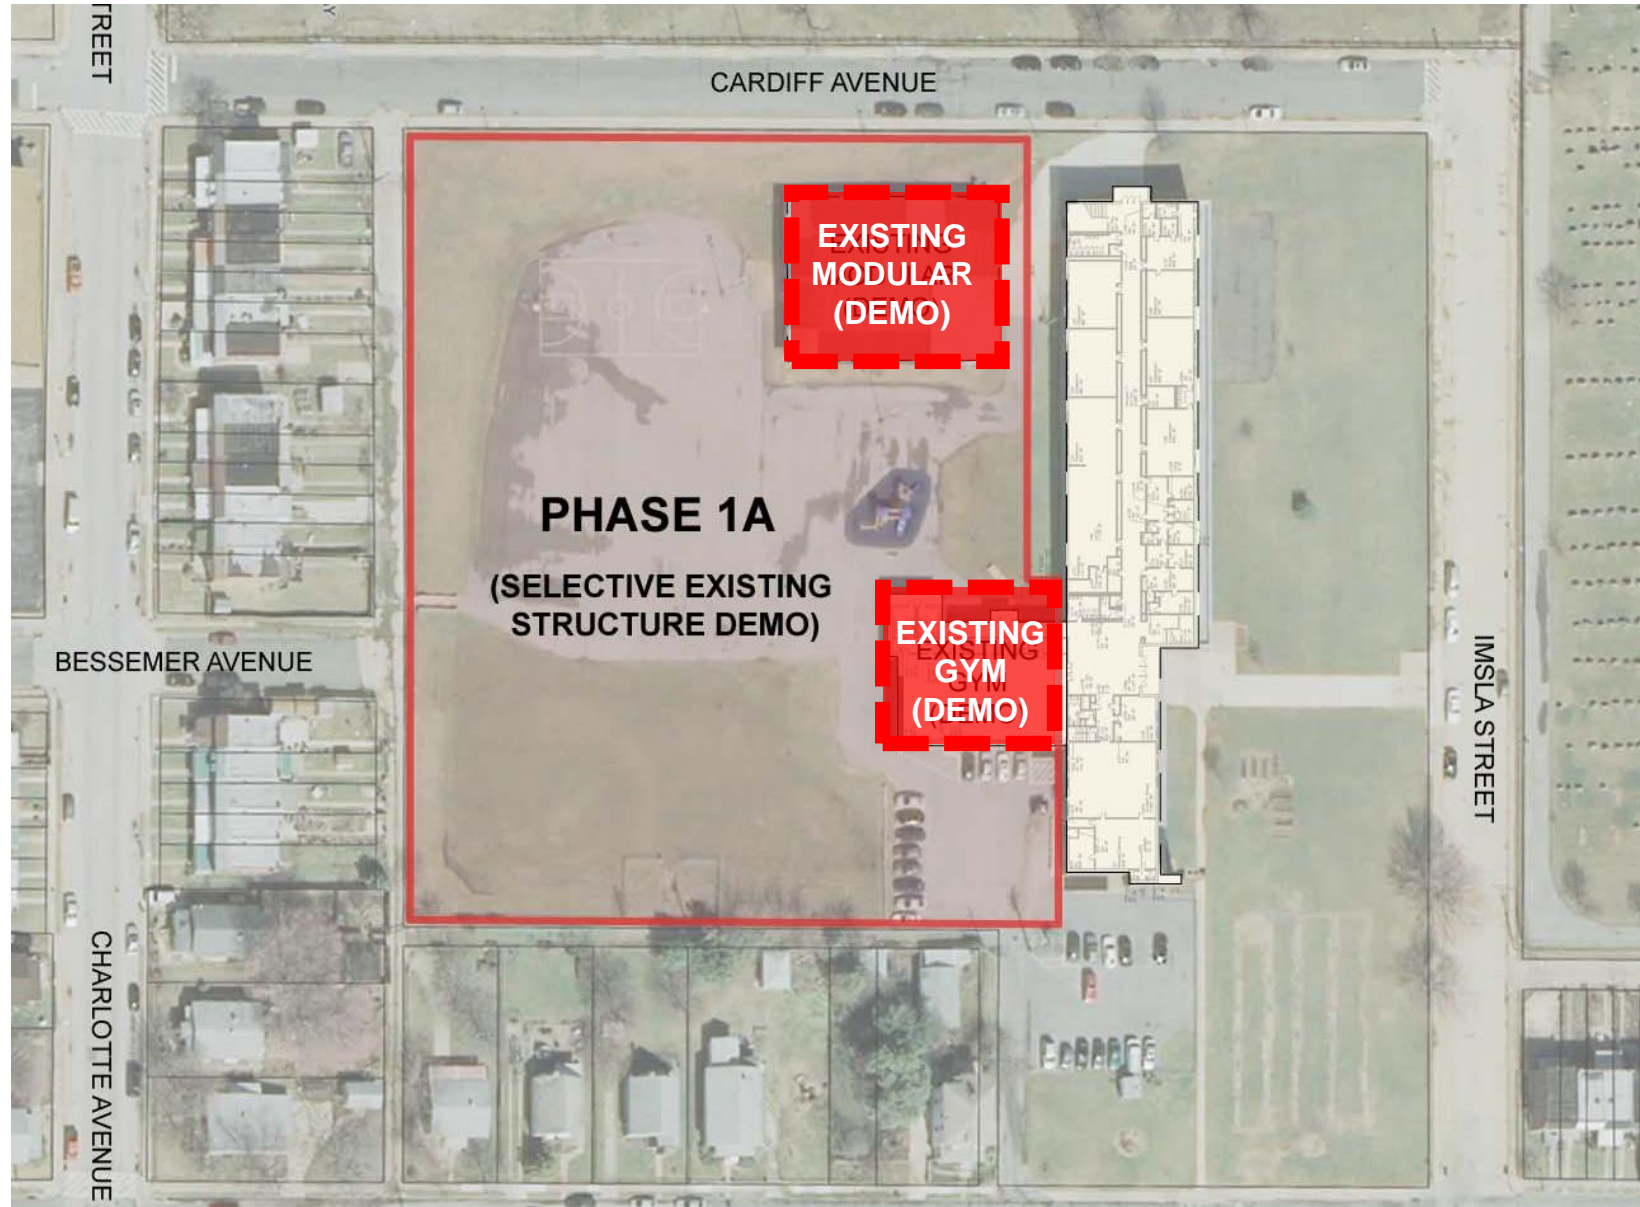 TREET
CARDIFF AVENUE
EXISTING
MODULAR
(DEMO)
PHASE 1A
(SELECTIVE EXISTING
STRUCTURE DEMO)
EXISTING
GYM
(DEMO)
BESSEMER AVENUE
IMSLA STREET
CHARLOTTE AVENUE